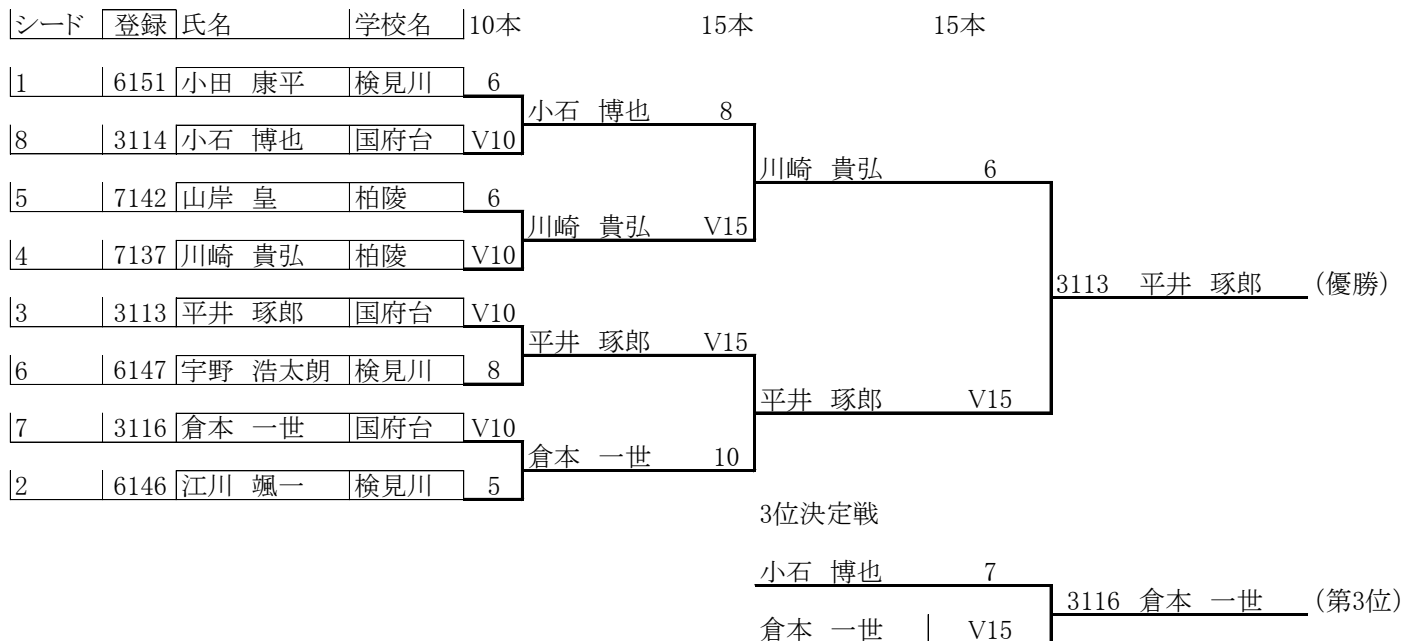 シード 登録 氏名 学校名 10本 15本 15本
1 6151 小田 康平 検見川 6
小石 博也 8
8 3114 小石 博也 国府台 V10
川崎 貴弘 6
5 7142 山岸 皇 柏陵 6
川崎 貴弘 V15
4 7137 川崎 貴弘 柏陵 V10
3113 平井 琢郎 (優勝)
3 3113 平井 琢郎 国府台 V10
平井 琢郎 V15
6 6147 宇野 浩太朗 検見川 8
平井 琢郎 V15
7 3116 倉本 一世 国府台 V10
倉本 一世 10
2 6146 江川 颯一 検見川 5
3位決定戦
小石 博也 7
3116 倉本 一世 (第3位)
倉本 一世 V15